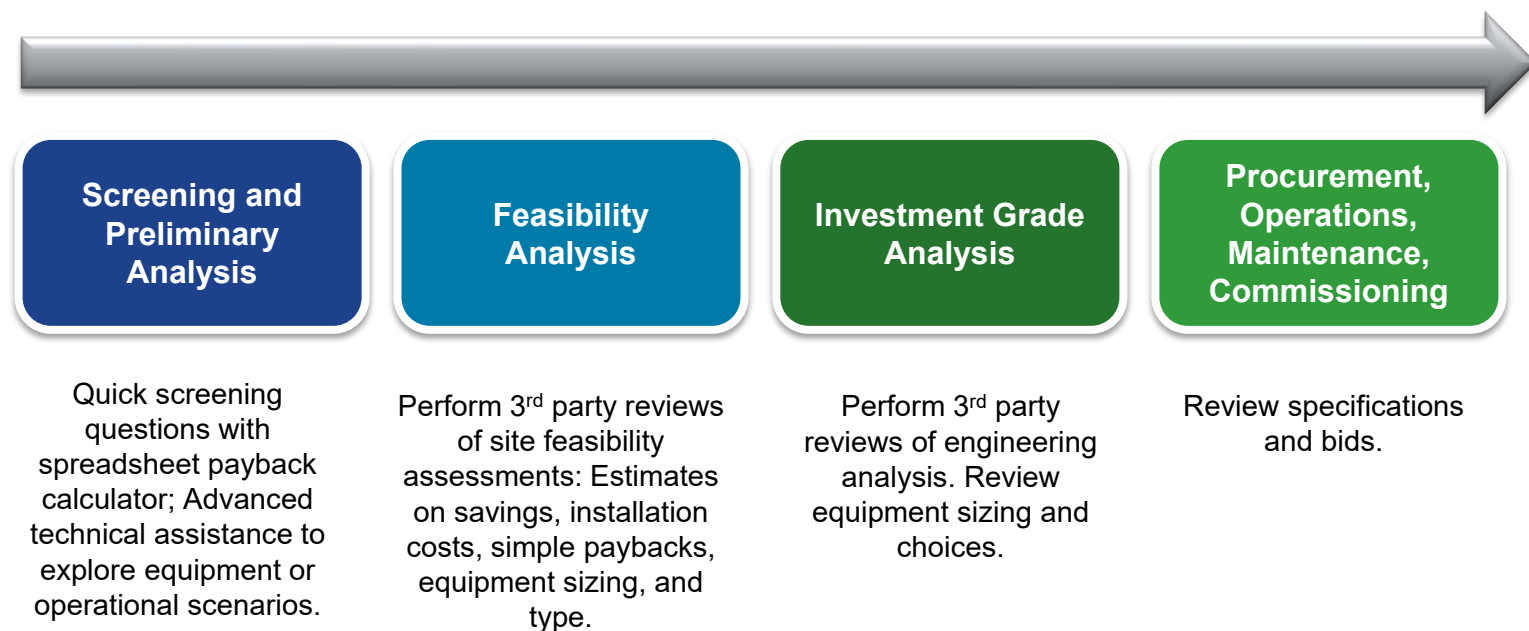 Screening and
Preliminary
Analysis
Feasibility
Analysis
Investment Grade
Analysis
Procurement,
Operations,
Maintenance,
Commissioning
Quick screening
questions with
spreadsheet payback
calculator; Advanced
technical assistance to
explore equipment or
operational scenarios.
Perform 3rd party reviews
of site feasibility
assessments: Estimates
on savings, installation
costs, simple paybacks,
equipment sizing, and
type.
Perform 3rd party
reviews of engineering
analysis. Review
equipment sizing and
choices.
Review specifications
and bids.